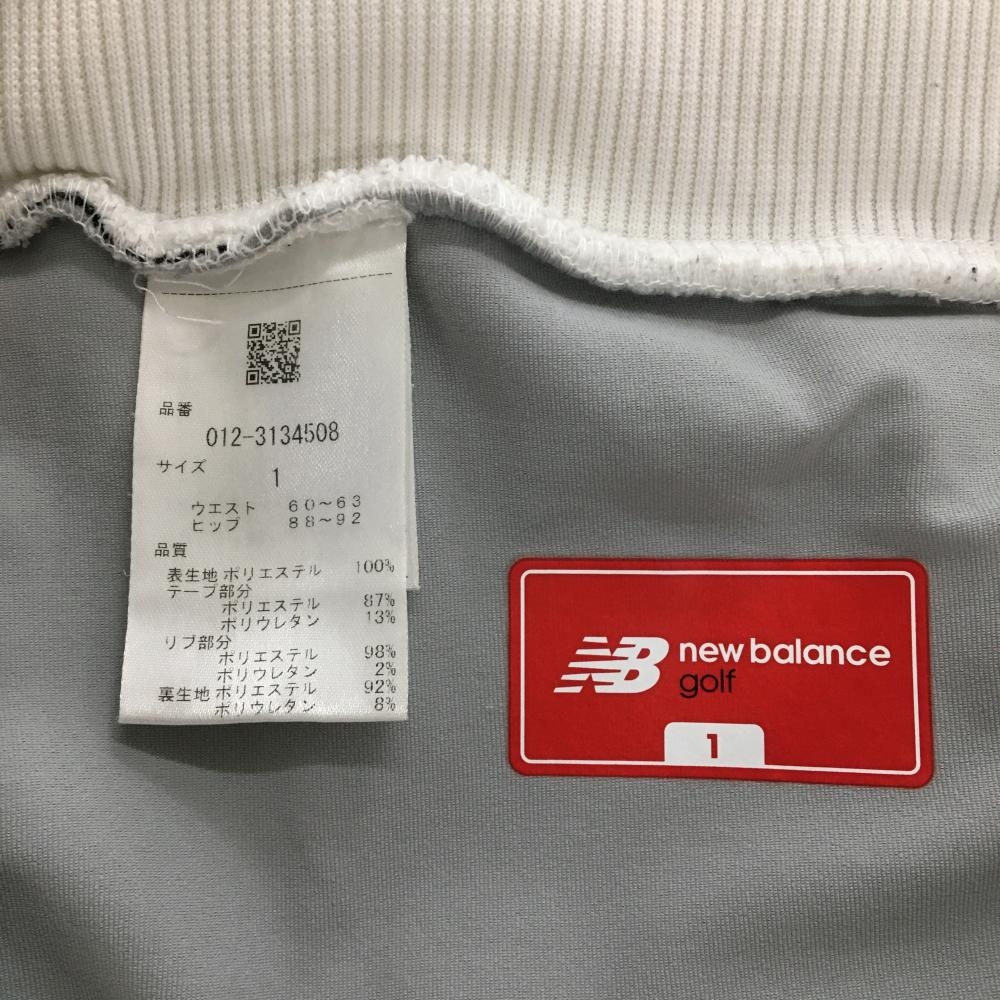 品番
012-3134508
サイズ
1
ウエスト 60～63
ヒップ 88～92
品質
表生地 ポリエステル 100%
テープ部分
ポリエステル 87%
ポリウレタン 13%
リブ部分
ポリエステル 98%
ポリウレタン 2%
裏生地 ポリエステル 92%
ポリウレタン 8%
NB new balance
golf
1